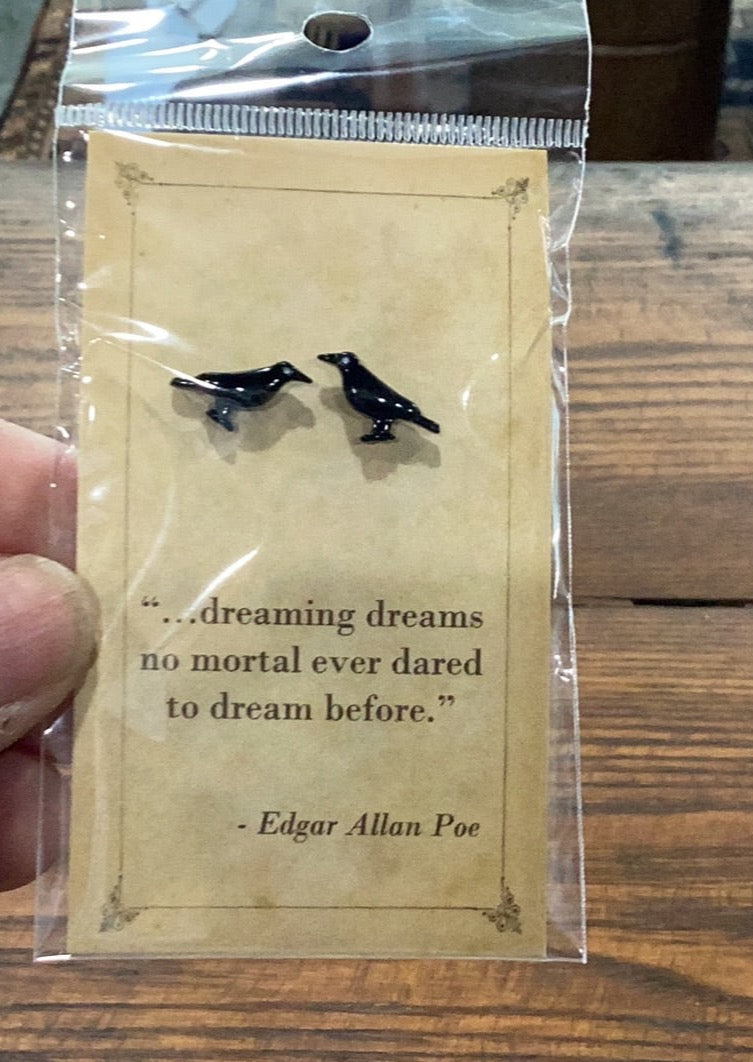 “...dreaming dreams
no mortal ever dared
to dream before.”
- Edgar Allan Poe